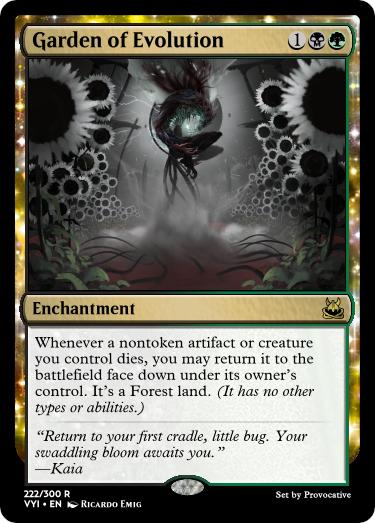 Garden of Evolution 1
Enchantment
Whenever a nontoken artifact or creature
you control dies, you may return it to the
battlefield face down under its owner's
control. It's a Forest land. (It has no other
types or abilities.)
“Return to your first cradle, little bug. Your
swaddling bloom awaits you.”
—Kaia
222/300 R
VYI • EN Ricardo Emig
Set by Provocative